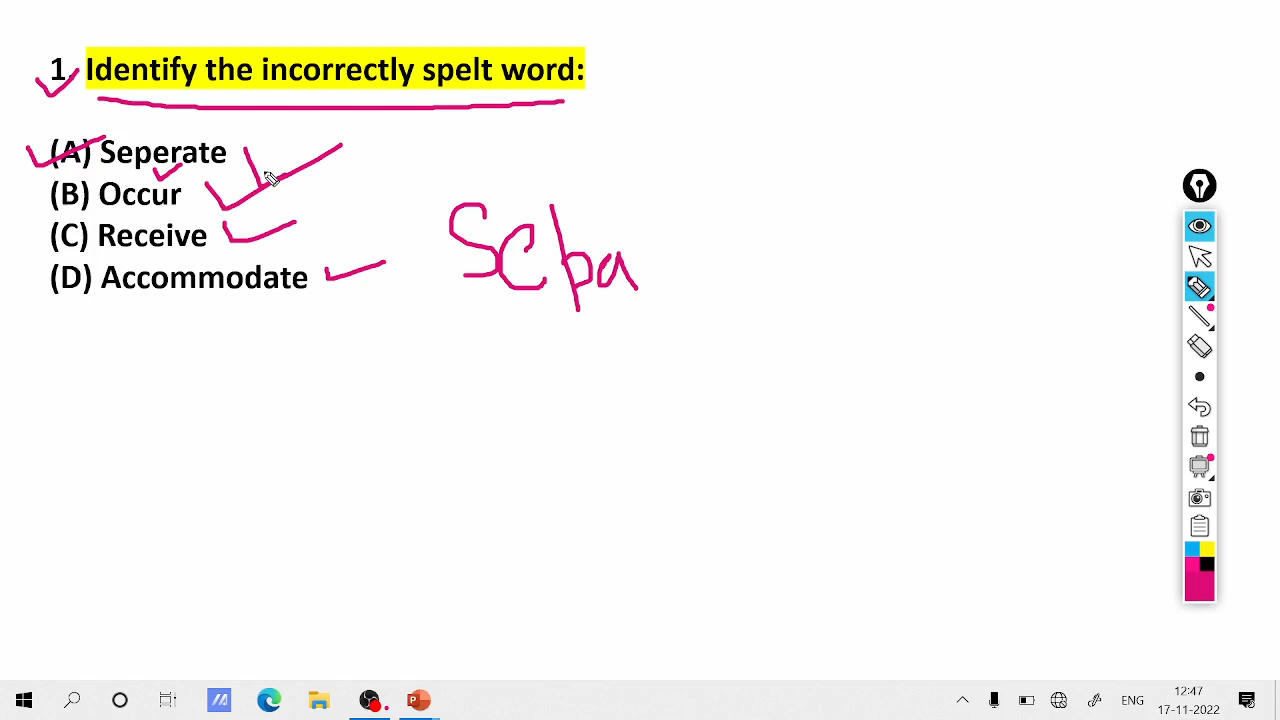 1. Identify the incorrectly spelt word:
(A) Seperate
(B) Occur
(C) Receive
(D) Accommodate
Sepa
ENG
12:47
17-11-2022